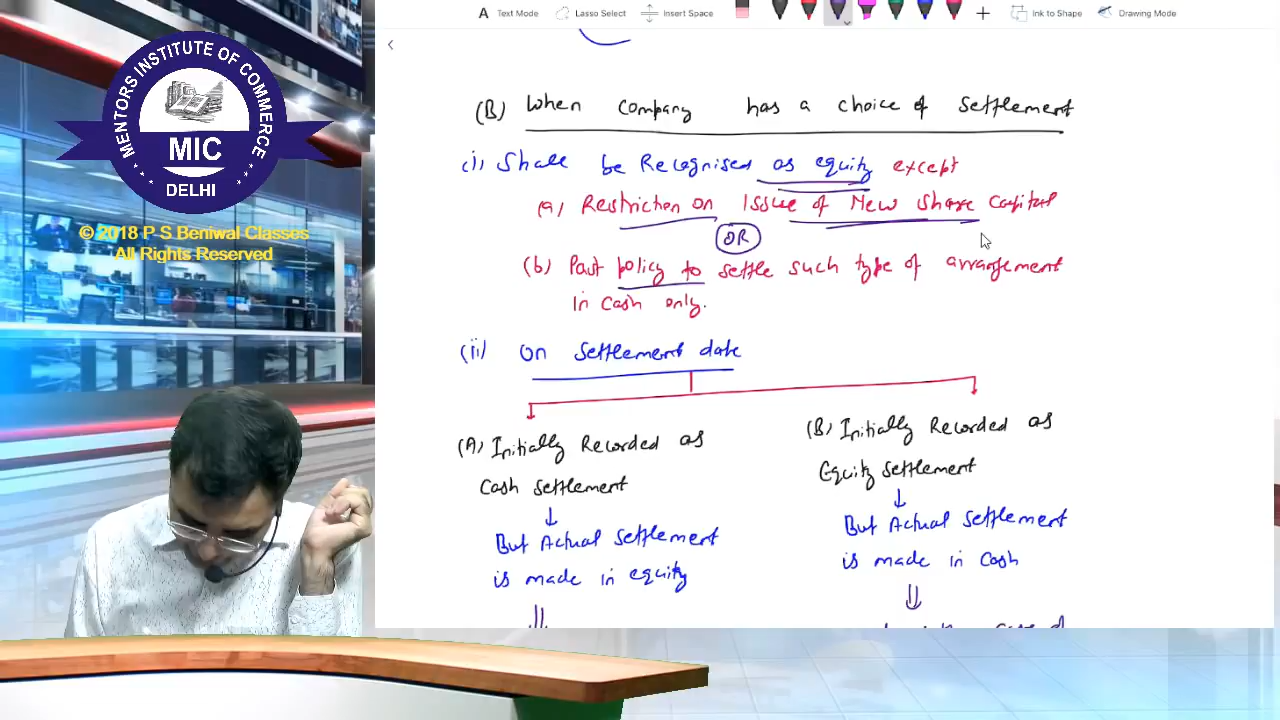 Text Mode
Lasso Select
Insert Space
Ink to Shape
Drawing Mode
MENTORS INSTITUTE OF COMMERCE
MIC
DELHI
© 2018 P S Beniwal Classes
All Rights Reserved
(B) When Company has a choice of Settlement
(i) Shall be Recognised as equity except
(a) Restriction on Issue of New Share Capital
OR
(b) Past policy to settle such type of arrangement
in cash only.
(ii) On Settlement date
(A) Initially Recorded as
Cash Settlement
But Actual Settlement
is made in equity
(B) Initially Recorded as
Equity Settlement
But Actual Settlement
is made in Cash